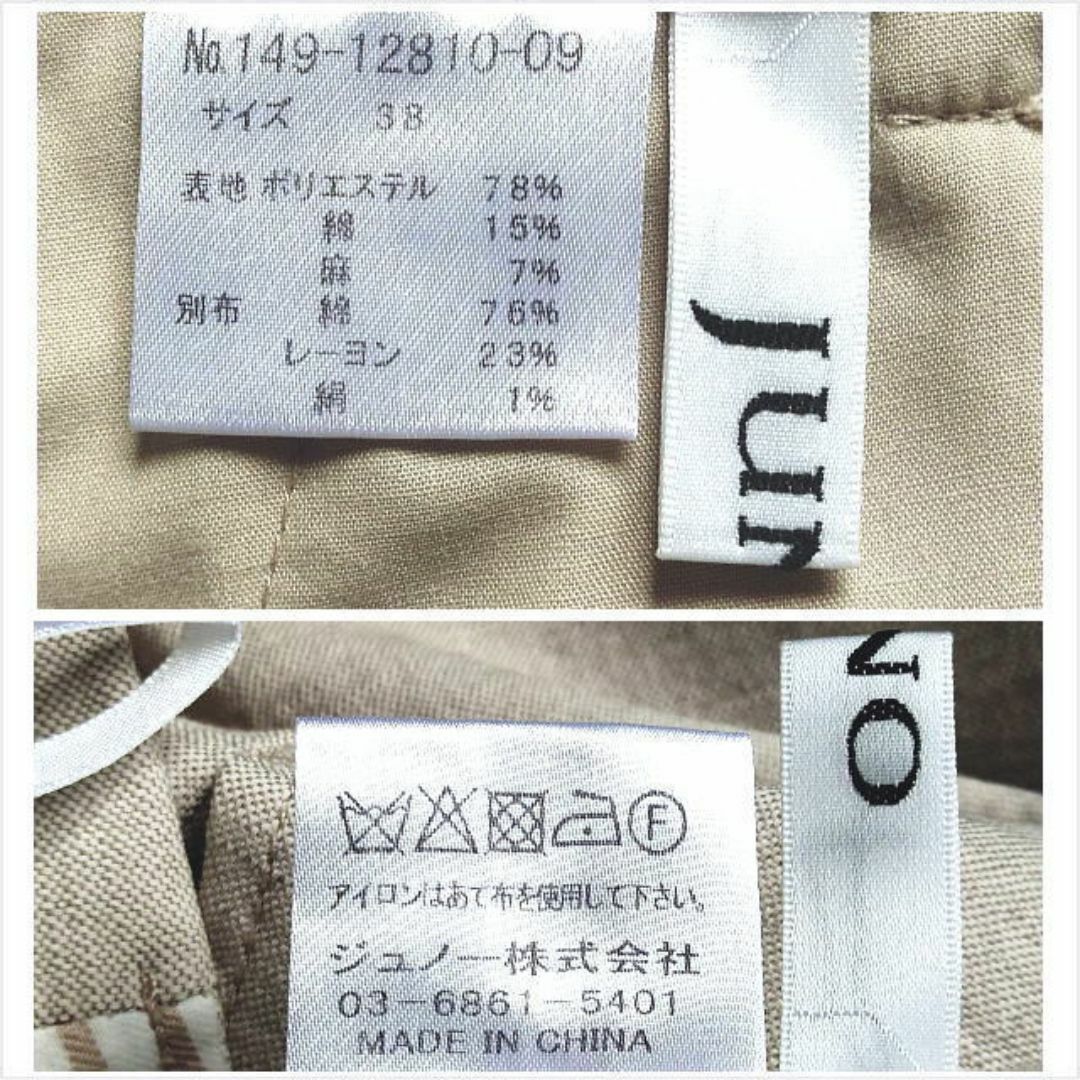 No.149-12810-09
サイズ 38
表地 ポリエステル 78%
綿 15%
麻 7%
別布 綿 76%
レーヨン 23%
絹 1%
Jun
F
アイロンはあて布を使用して下さい。
ジュノー株式会社
03-6861-5401
MADE IN CHINA
NO